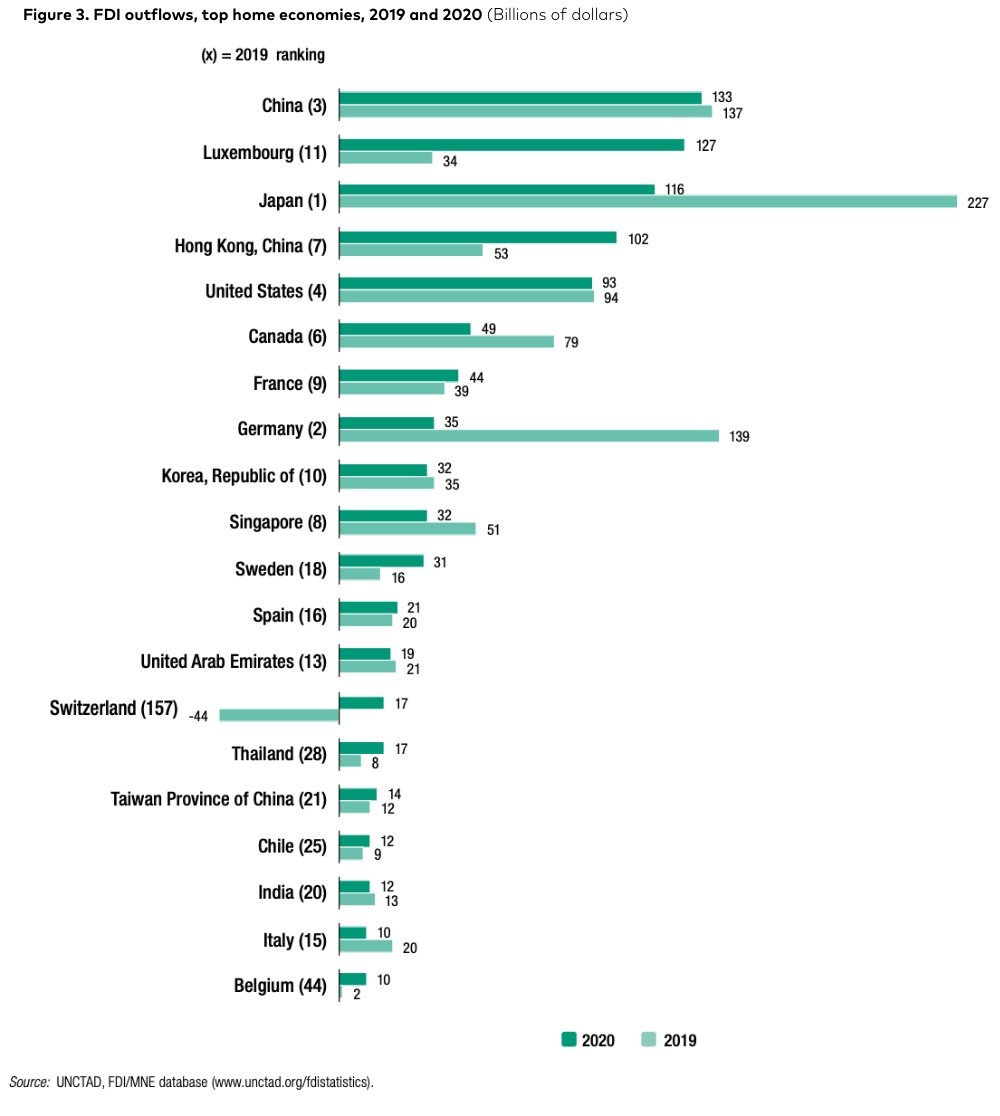 Figure 3. FDI outflows, top home economies, 2019 and 2020 (Billions of dollars)
(x) = 2019 ranking
China (3) 133
137
Luxembourg (11) 127
34
Japan (1) 116
227
Hong Kong, China (7) 102
53
United States (4) 93
94
Canada (6) 49
79
France (9) 44
39
Germany (2) 35
139
Korea, Republic of (10) 32
35
Singapore (8) 32
51
Sweden (18) 31
16
Spain (16) 21
20
United Arab Emirates (13) 19
21
Switzerland (157) -44 17
Thailand (28) 17
8
Taiwan Province of China (21) 14
12
Chile (25) 12
9
India (20) 12
13
Italy (15) 10
20
Belgium (44) 10
2
2020 2019
Source: UNCTAD, FDI/MNE database (www.unctad.org/fdistatistics).